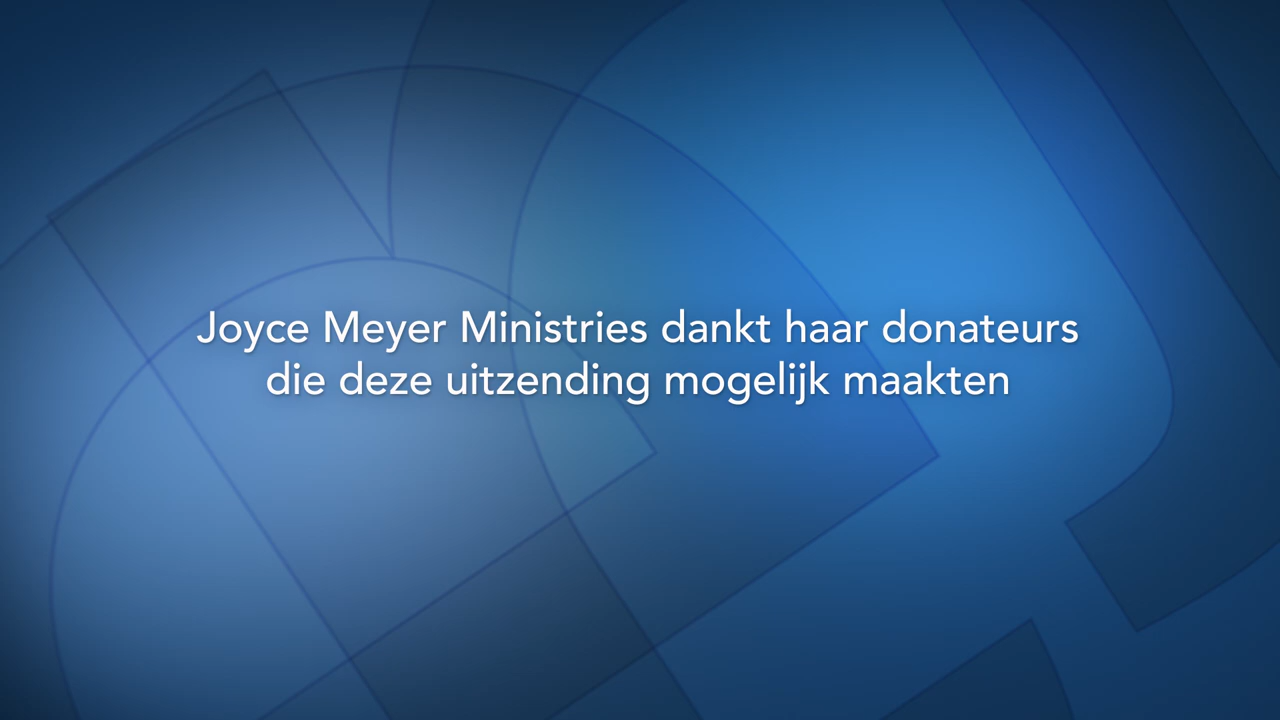 Joyce Meyer Ministries dankt haar donateurs
die deze uitzending mogelijk maakten